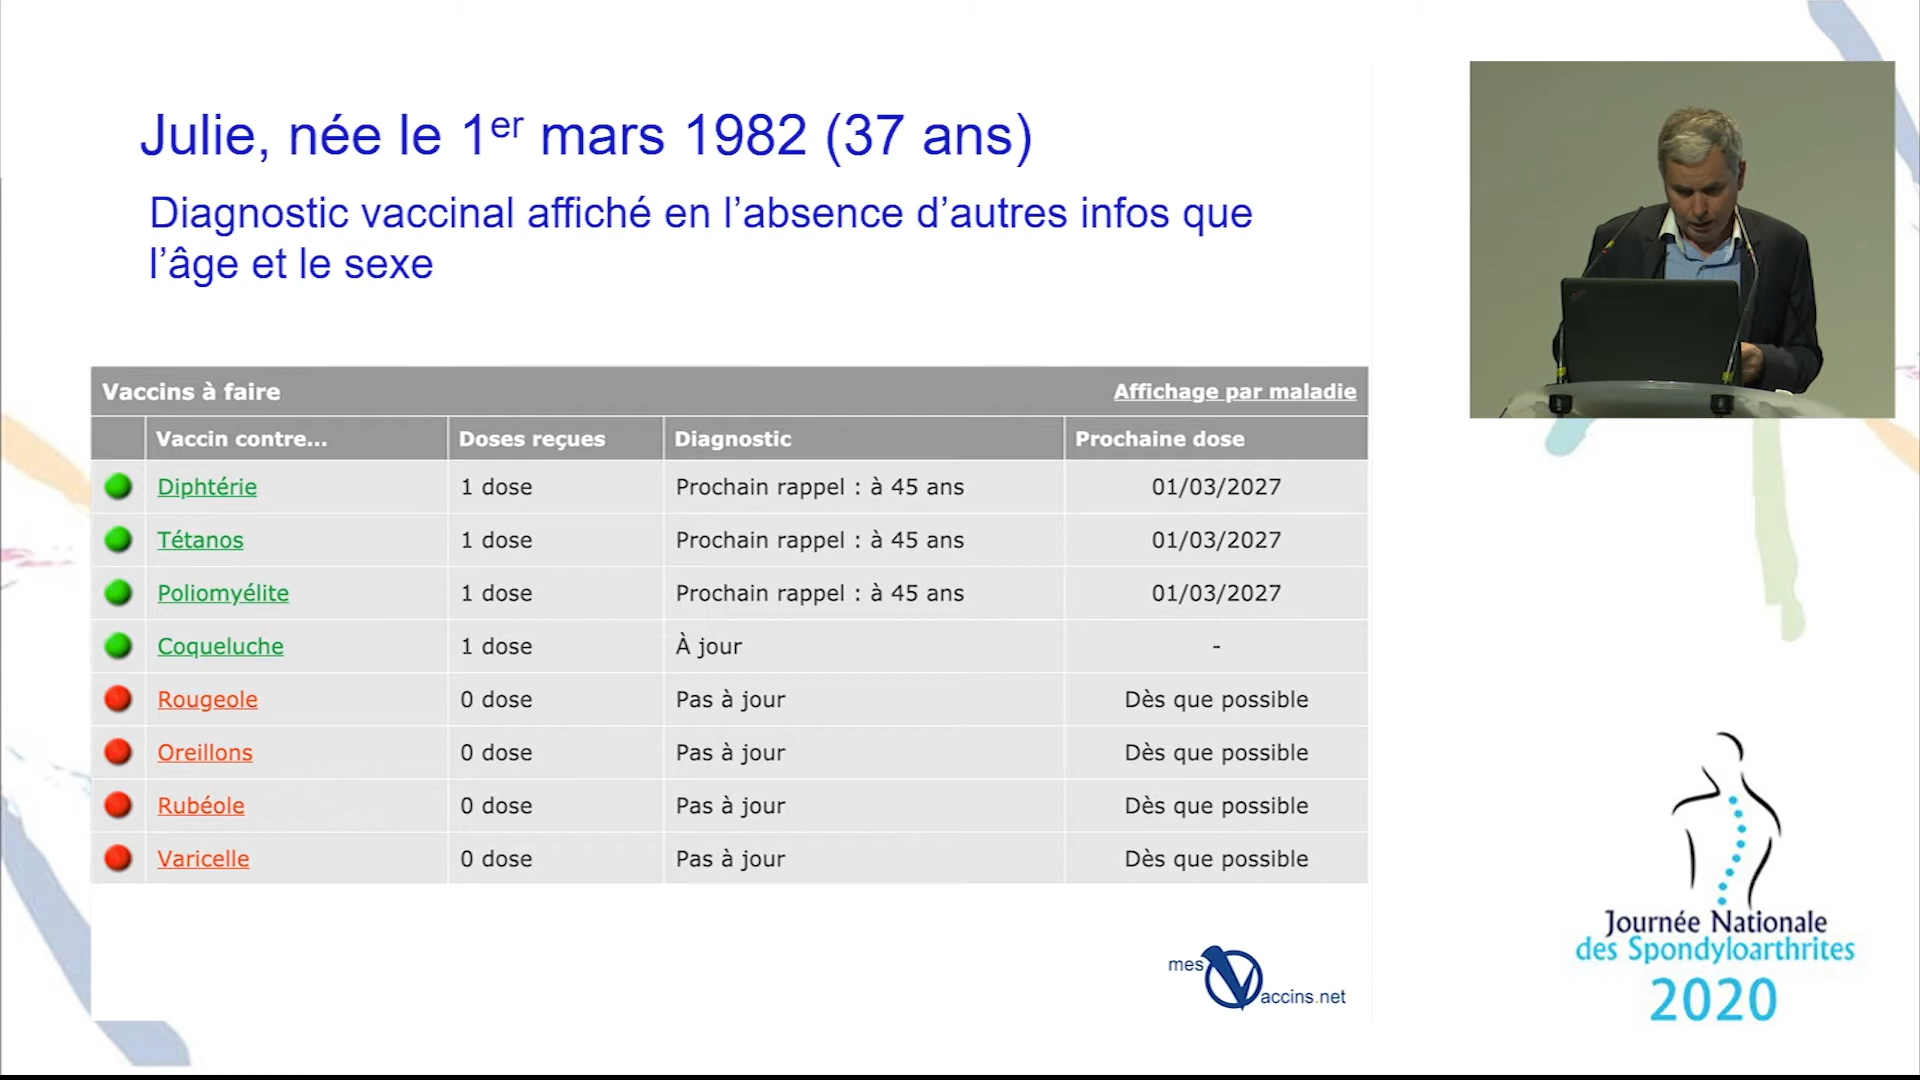 Julie, née le 1er mars 1982 (37 ans)
Diagnostic vaccinal affiché en l’absence d’autres infos que
l’âge et le sexe
Vaccins à faire Affichage par maladie
Vaccin contre... Doses reçues Diagnostic Prochaine dose
Diphtérie 1 dose Prochain rappel : à 45 ans 01/03/2027
Tétanos 1 dose Prochain rappel : à 45 ans 01/03/2027
Poliomyélite 1 dose Prochain rappel : à 45 ans 01/03/2027
Coqueluche 1 dose À jour -
Rougeole 0 dose Pas à jour Dès que possible
Oreillons 0 dose Pas à jour Dès que possible
Rubéole 0 dose Pas à jour Dès que possible
Varicelle 0 dose Pas à jour Dès que possible
mesVaccins.net
Journée Nationale
des Spondyloarthrites
2020